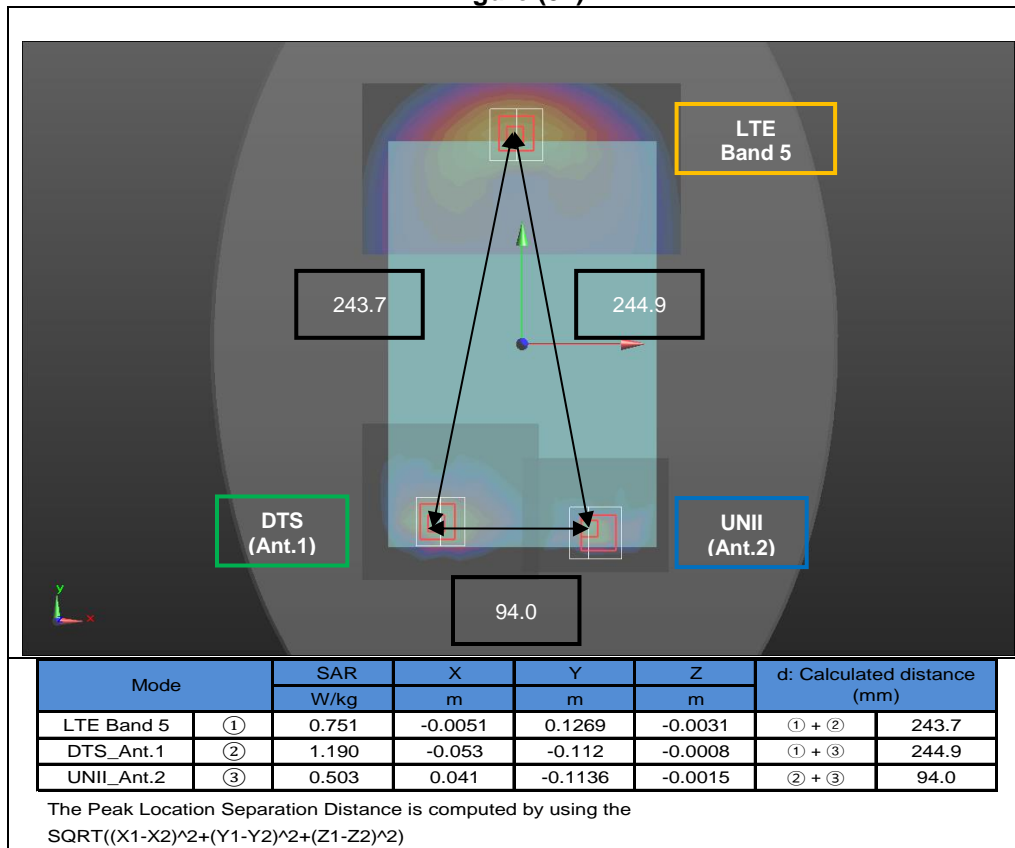 LTE
Band 5
243.7
244.9
DTS
(Ant.1)
UNII
(Ant.2)
94.0
y
x
Mode SAR X Y Z d: Calculated distance
(mm)
W/kg m m m
LTE Band 5 ① 0.751 -0.0051 0.1269 -0.0031 ① + ② 243.7
DTS_Ant.1 ② 1.190 -0.053 -0.112 -0.0008 ① + ③ 244.9
UNII_Ant.2 ③ 0.503 0.041 -0.1136 -0.0015 ② + ③ 94.0
The Peak Location Separation Distance is computed by using the
SQRT((X1-X2)^2+(Y1-Y2)^2+(Z1-Z2)^2)